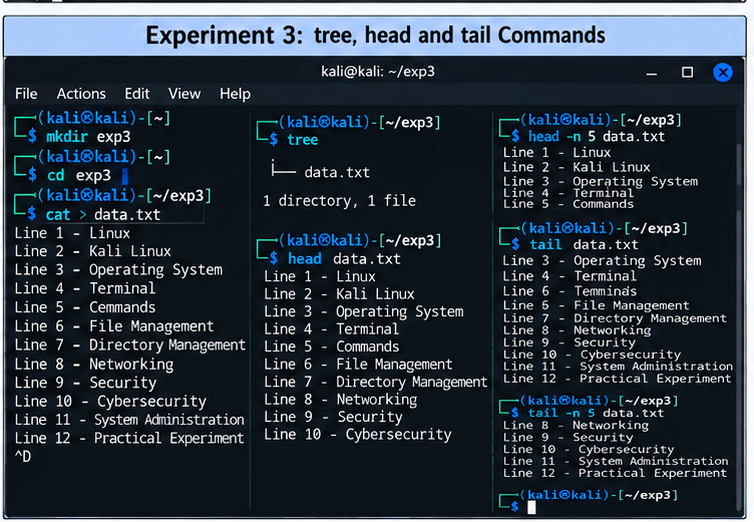 Experiment 3: tree, head and tail Commands
kali@kali: ~/exp3
File Actions Edit View Help
┌──(kali㉿kali)-[~]
└─$ mkdir exp3
┌──(kali㉿kali)-[~]
└─$ cd exp3
┌──(kali㉿kali)-[~/exp3]
└─$ cat > data.txt
Line 1 - Linux
Line 2 - Kali Linux
Line 3 - Operating System
Line 4 - Terminal
Line 5 - Cemmands
Line 6 - File Management
Line 7 - Directory Management
Line 8 - Networking
Line 9 - Security
Line 10 - Cybersecurity
Line 11 - System Administration
Line 12 - Practical Experiment
^D
┌──(kali㉿kali)-[~/exp3]
└─$ tree
.
├── data.txt
1 directory, 1 file
┌──(kali㉿kali)-[~/exp3]
└─$ head data.txt
Line 1 - Linux
Line 2 - Kali Linux
Line 3 - Operating System
Line 4 - Terminal
Line 5 - Commands
Line 6 - File Management
Line 7 - Directory Management
Line 8 - Networking
Line 9 - Security
Line 10 - Cybersecurity
┌──(kali㉿kali)-[~/exp3]
└─$ head -n 5 data.txt
Line 1 - Linux
Line 2 - Kali Linux
Line 3 - Operating System
Line 4 - Terminal
Line 5 - Commands
┌──(kali㉿kali)-[~/exp3]
└─$ tail data.txt
Line 3 - Operating System
Line 4 - Terminal
Line 6 - Temminais
Line 6 - File Management
Line 7 - Directory Management
Line 8 - Networking
Line 9 - Security
Line 10 - Cybersecurity
Line 11 - System Administration
Line 12 - Practical Experiment
┌──(kali㉿kali)-[~/exp3]
└─$ tail -n 5 data.txt
Line 8 - Networking
Line 9 - Security
Line 10 - Cybersecurity
Line 11 - System Administration
Line 12 - Practical Experiment
┌──(kali㉿kali)-[~/exp3]
└─$